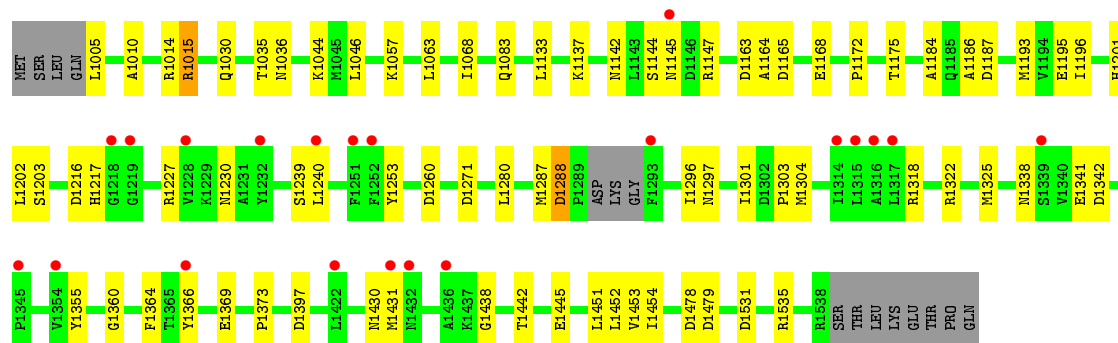 MET SER LEU GLN L1005 A1010 R1014 R1015 Q1030 T1035 N1036 K1044 M1045 L1046 K1057 L1063 I1068 Q1083 L1133 K1137 N1142 L1143 S1144 N1145 D1146 R1147 D1163 A1164 D1165 E1168 P1172 T1175 A1184 Q1185 A1186 D1187 M1193 V1194 E1195 I1196 H1201
L1202 S1203 D1216 H1217 G1218 G1219 R1227 V1228 K1229 N1230 A1231 Y1232 S1239 L1240 F1251 F1252 Y1253 D1260 D1271 L1280 M1287 D1288 P1289 ASP LYS GLY F1293 I1296 N1297 I1301 D1302 P1303 M1304 I1314 L1315 A1316 L1317 R1318 R1322 M1325 N1338 S1339 V1340 E1341 D1342
P1345 V1354 Y1355 G1360 F1364 T1365 Y1366 E1369 P1373 D1397 L1422 N1430 M1431 N1432 A1436 K1437 G1438 T1442 E1445 L1451 L1452 V1453 I1454 D1478 D1479 D1531 R1535 R1538 SER THR LEU LYS GLU THR PRO GLN